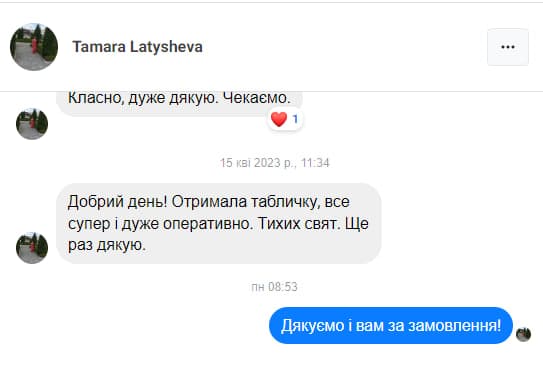 Tamara Latysheva
Класно, дуже дякую. Чекаємо.
1
15 кві 2023 р., 11:34
Добрий день! Отримала табличку, все
супер і дуже оперативно. Тихих свят. Ще
раз дякую.
пн 08:53
Дякуємо і вам за замовлення!